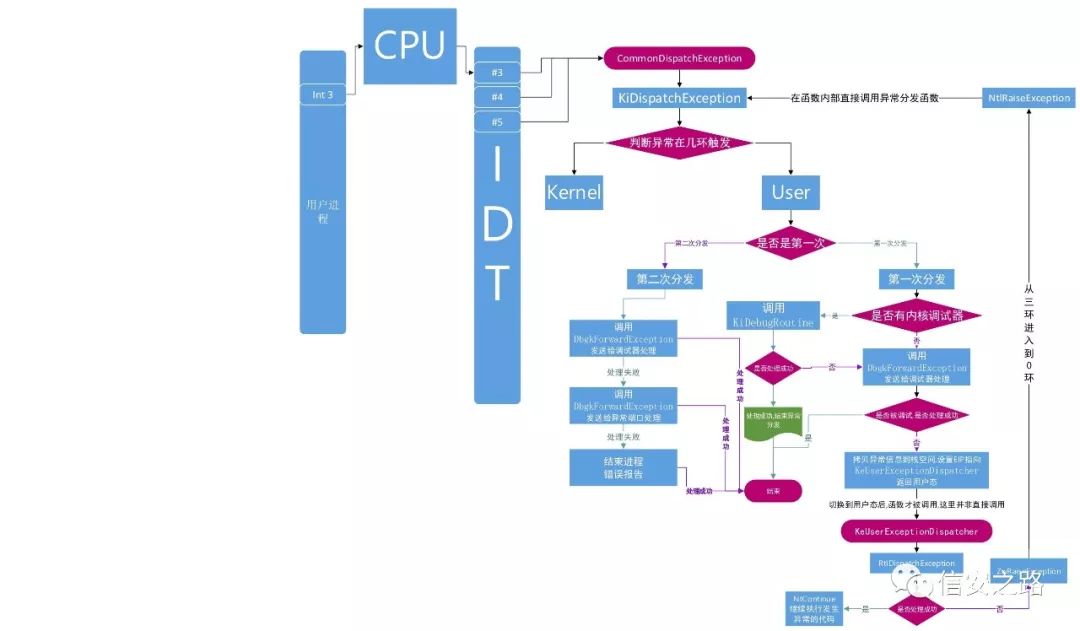 CPU
Int 3
用户进
程
#3
#4
#5
I
D
T
CommonDispatchException
KiDispatchException
在函数内部直接调用异常分发函数
NtlRaiseException
判断异常在几环触发
Kernel
User
是否是第一次
第二次分发
第一次分发
第二次分发
第一次分发
调用
DbgkForwardException
发送给调试器处理
处理失败
调用
DbgkForwardException
发送给异常端口处理
处理失败
结束进程
错误报告
处理成功
处
理
成
功
处
理
成
功
调用
KiDebugRoutine
是
是否有内核调试器
否
是否处理成功
否
调用
DbgkForwardException
发送给调试器处理
处理成功,结束异常
分发
是
是否被调试,是否处理成功
否
结束
拷贝异常信息到栈空间,设置EIP指向
KeUserExceptionDispatcher
返回用户态
切换到用户态后,函数才被调用,这里并非直接调用
KeUserExceptionDispatcher
RtlDispatchException
是否处理成功
是
否
NtContinue
继续执行发生
异常的代码
从
三
环
进
入
到
0
环
信安之路